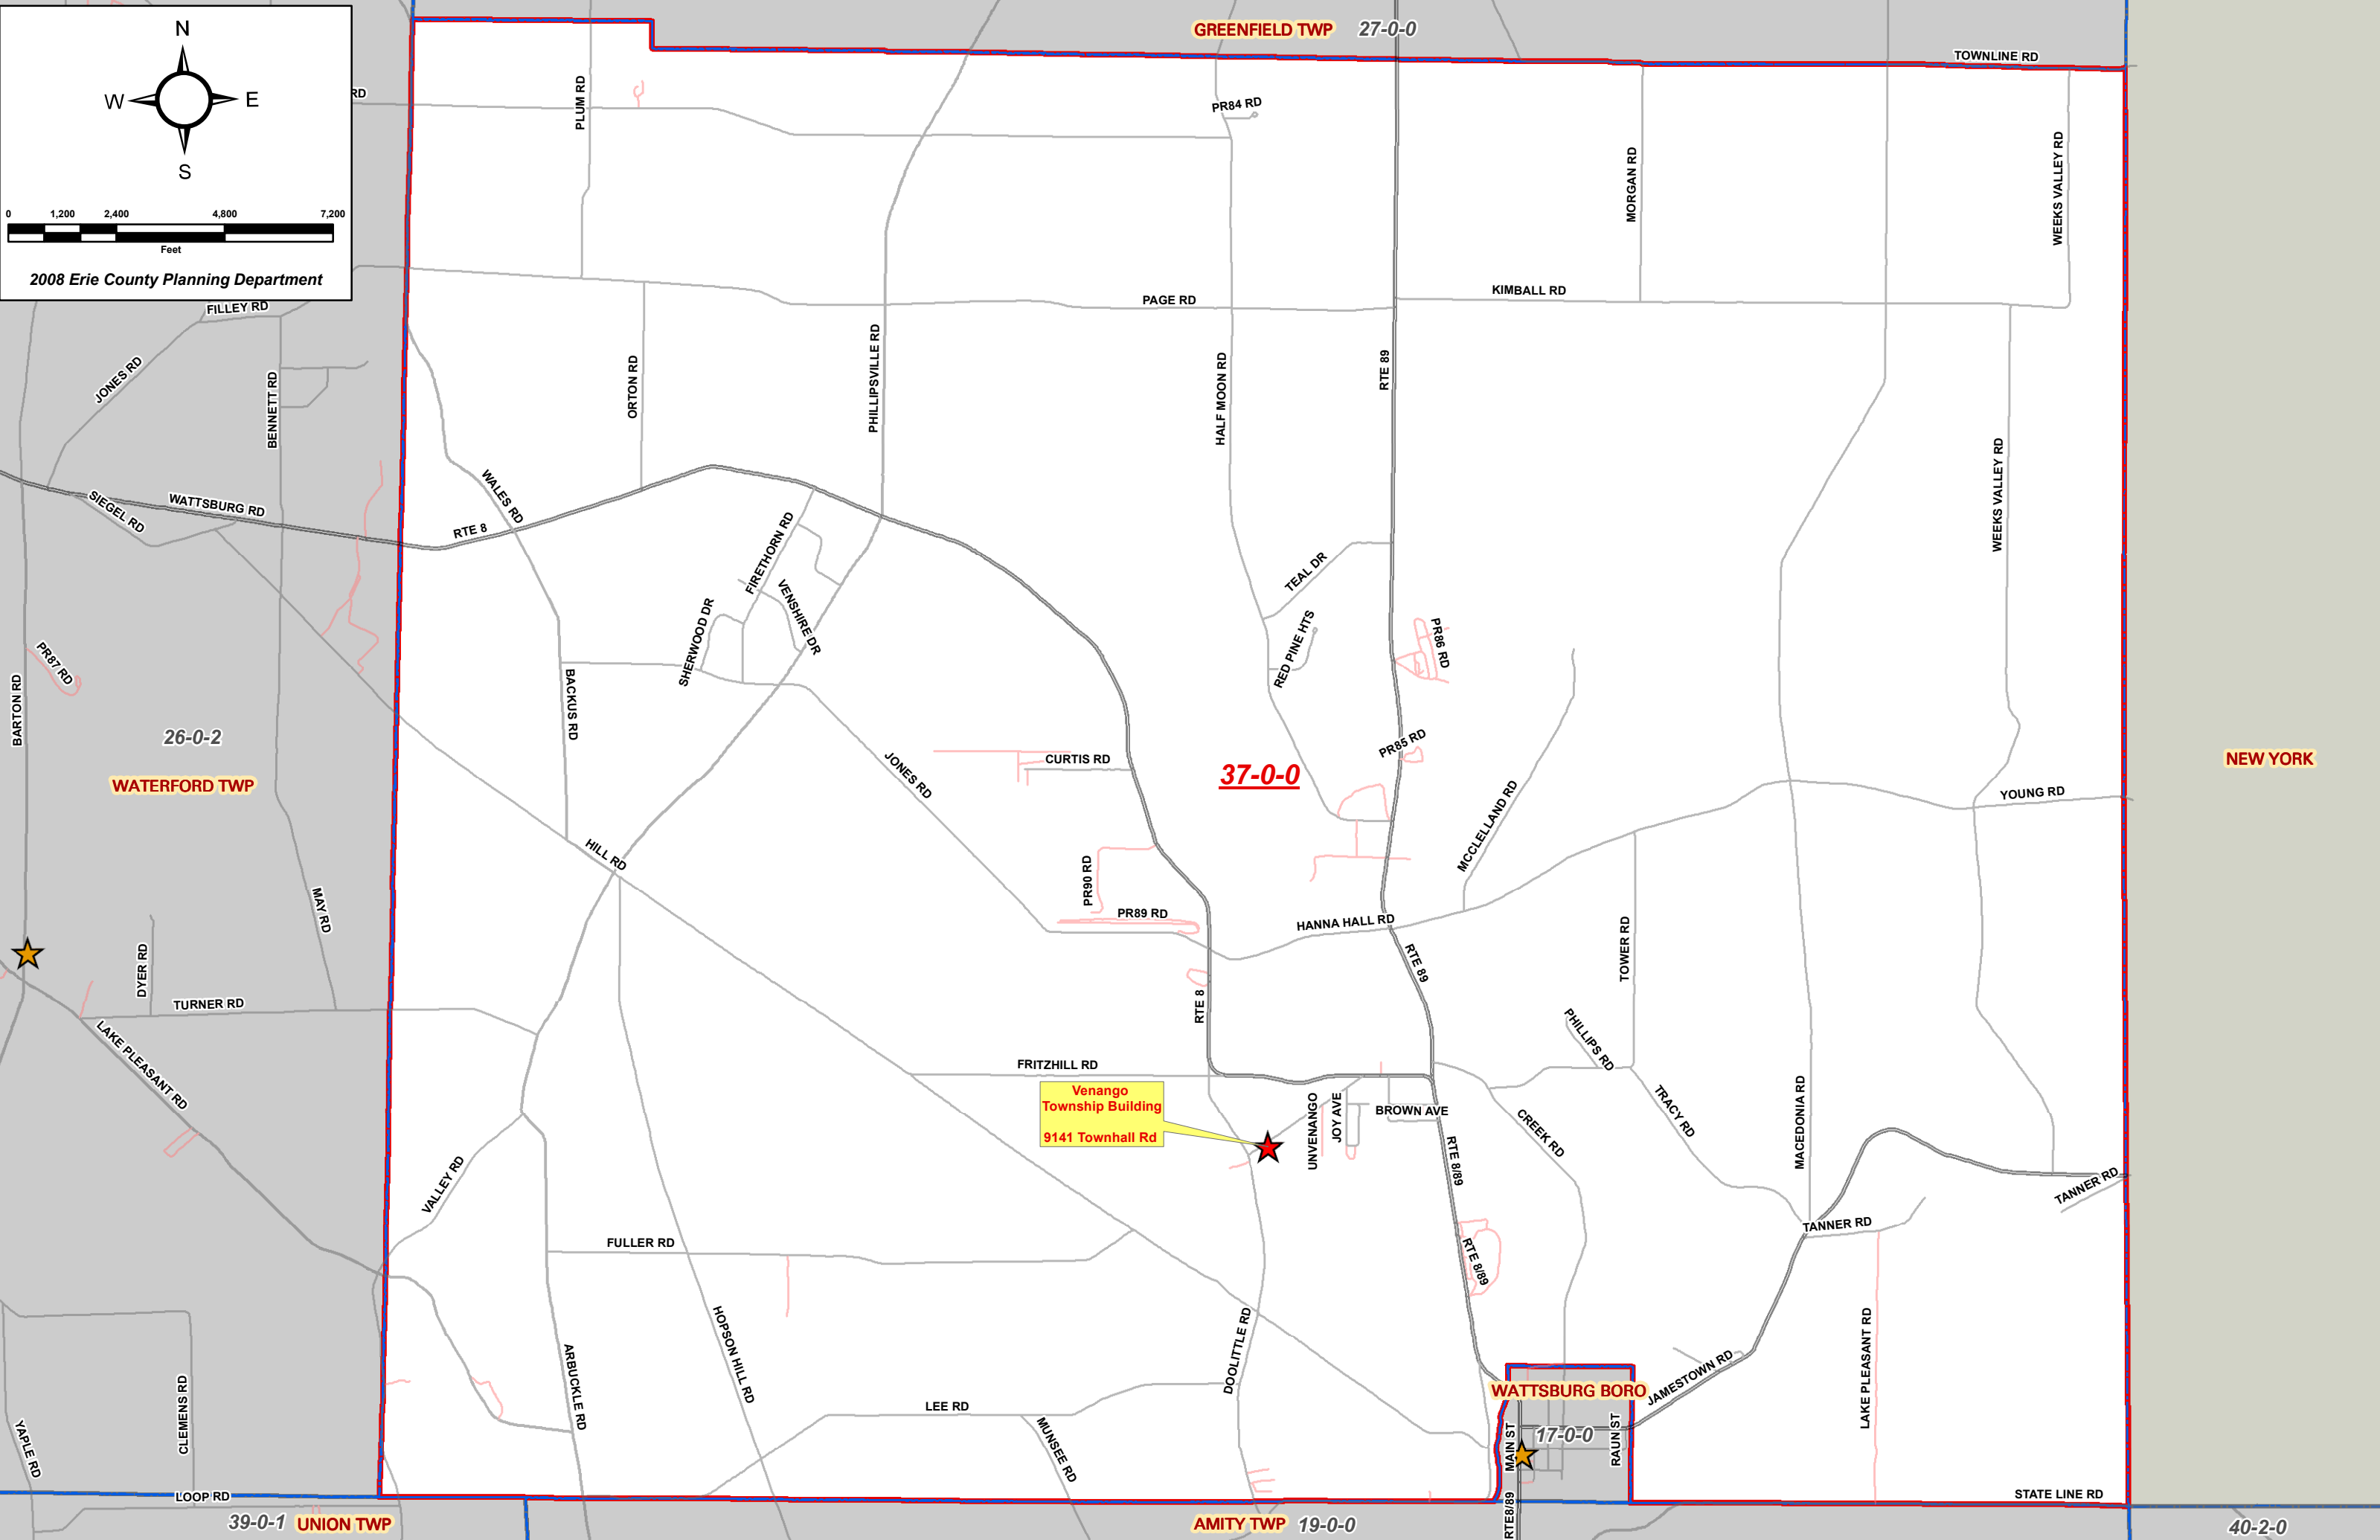 N
W
E
S
0 1,200 2,400 4,800 7,200
Feet
2008 Erie County Planning Department
GREENFIELD TWP 27-0-0
TOWNLINE RD
RD
PLUM RD
PR84 RD
MORGAN RD
WEEKS VALLEY RD
FILLEY RD
PAGE RD
KIMBALL RD
JONES RD
BENNETT RD
ORTON RD
PHILLIPSVILLE RD
HALF MOON RD
RTE 89
WEEKS VALLEY RD
SIEGEL RD
WATTSBURG RD
RTE 8
WALES RD
FIRETHORN RD
VENSHIRE DR
SHERWOOD DR
TEAL DR
RED PINE HTS
PR86 RD
PR87 RD
BARTON RD
BACKUS RD
26-0-2
WATERFORD TWP
JONES RD
CURTIS RD
37-0-0
PR85 RD
MCCLELLAND RD
YOUNG RD
NEW YORK
HILL RD
MAY RD
DYER RD
TURNER RD
LAKE PLEASANT RD
PR90 RD
PR89 RD
HANNA HALL RD
RTE 89
RTE 8
TOWER RD
PHILLIPS RD
FRITZHILL RD
Venango
Township Building
9141 Townhall Rd
UNVENANGO
JOY AVE
BROWN AVE
CREEK RD
TRACY RD
MACEDONIA RD
RTE 8/89
TANNER RD
TANNER RD
VALLEY RD
FULLER RD
RTE 8/89
HOPSON HILL RD
DOOLITTLE RD
ARBUCKLE RD
LEE RD
MUNSEE RD
WATTSBURG BORO
JAMESTOWN RD
LAKE PLEASANT RD
17-0-0
MAIN ST
RAUN ST
CLEMENS RD
YAPLE RD
LOOP RD
STATE LINE RD
39-0-1 UNION TWP
AMITY TWP 19-0-0
RTE8/89
40-2-0